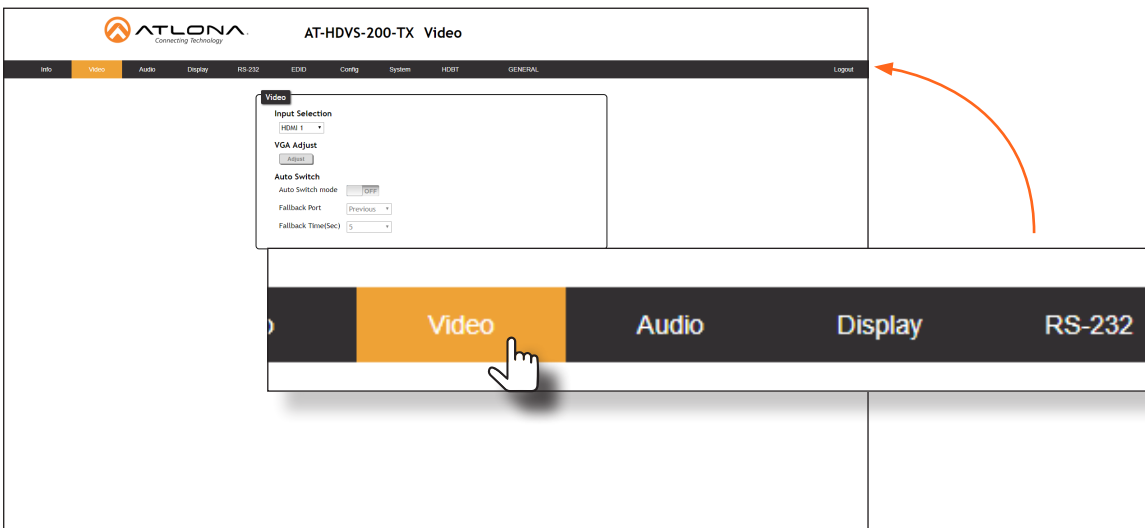 ATLONA.
Connecting Technology
AT-HDVS-200-TX Video
Info Video Audio Display RS-232 EDID Config System HDBT GENERAL Logout
Video
Input Selection
HDMI 1
VGA Adjust
Adjust
Auto Switch
Auto Switch mode OFF
Fallback Port Previous
Fallback Time(Sec) 5
Video Audio Display RS-232